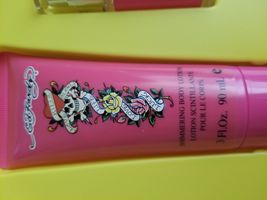 SHIMMERING BODY LOTION
LOTION SCINTILLANTE
POUR LE CORPS
3 Fl.Oz. 90 mL e